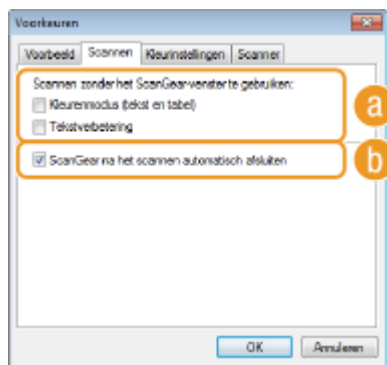 Voorkeuren
Voorbeeld Scannen Kleurinstellingen Scanner
Scannen zonder het ScanGear-venster te gebruiken:
Kleurenmodus (tekst en tabel)
a
Tekstverbetering
ScanGear na het scannen automatisch afsluiten
b
OK Annuleren